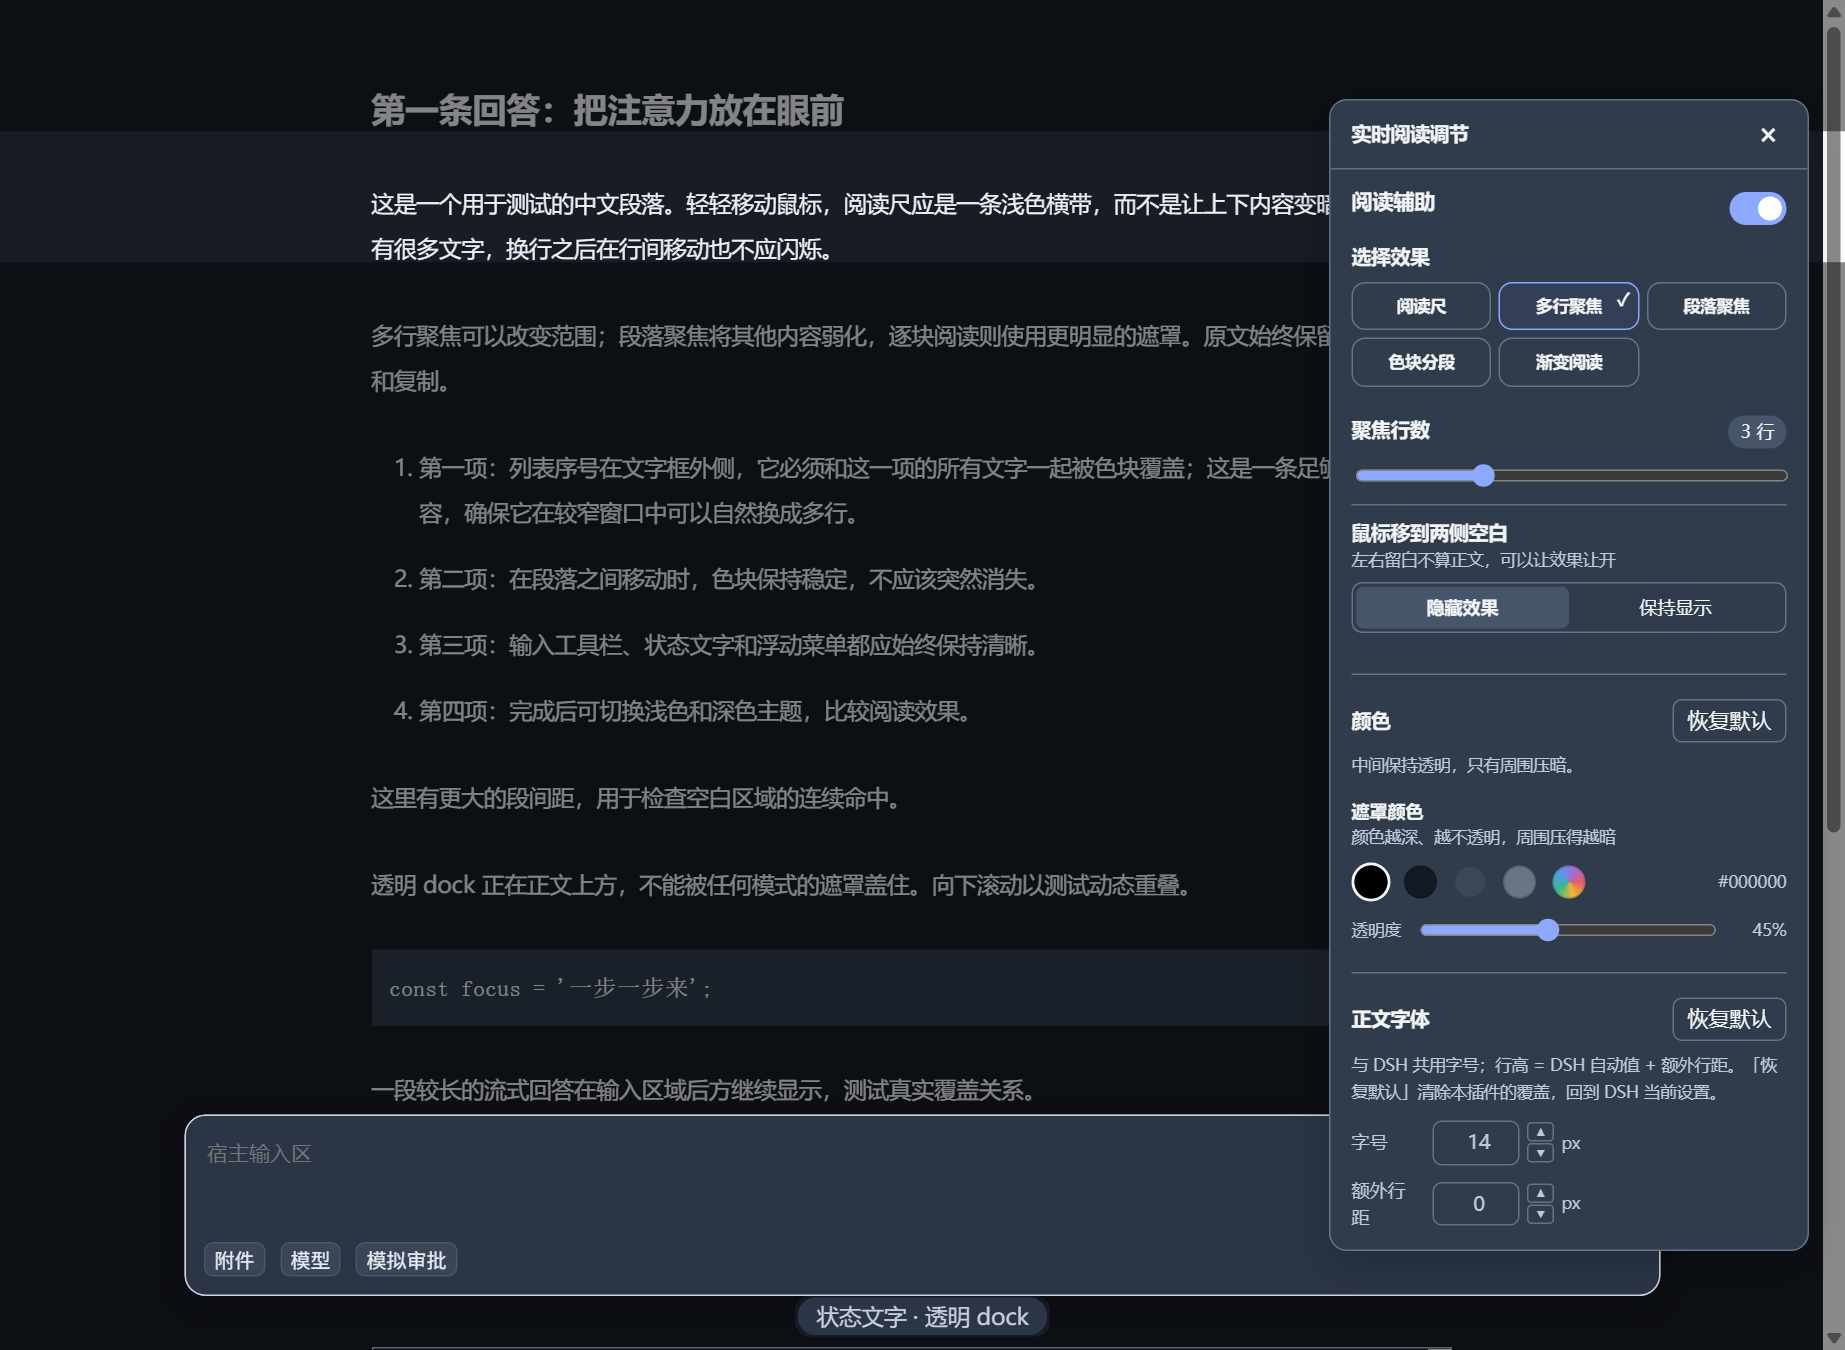 第一条回答：把注意力放在眼前
这是一个用于测试的中文段落。轻轻移动鼠标，阅读尺应是一条浅色横带，而不是让上下内容变暗
有很多文字，换行之后在行间移动也不应闪烁。
多行聚焦可以改变范围；段落聚焦将其他内容弱化，逐块阅读则使用更明显的遮罩。原文始终保留
和复制。
1. 第一项：列表序号在文字框外侧，它必须和这一项的所有文字一起被色块覆盖；这是一条足够
容，确保它在较窄窗口中可以自然换成多行。
2. 第二项：在段落之间移动时，色块保持稳定，不应该突然消失。
3. 第三项：输入工具栏、状态文字和浮动菜单都应始终保持清晰。
4. 第四项：完成后可切换浅色和深色主题，比较阅读效果。
这里有更大的段间距，用于检查空白区域的连续命中。
透明 dock 正在正文上方，不能被任何模式的遮罩盖住。向下滚动以测试动态重叠。
const focus = '一步一步来';
一段较长的流式回答在输入区域后方继续显示，测试真实覆盖关系。
宿主输入区
附件 模型 模拟审批
状态文字 · 透明 dock
实时阅读调节 ×
阅读辅助
选择效果
阅读尺 多行聚焦 ✓ 段落聚焦
色块分段 渐变阅读
聚焦行数 3 行
鼠标移到两侧空白
左右留白不算正文，可以让效果让开
隐藏效果 保持显示
颜色 恢复默认
中间保持透明，只有周围压暗。
遮罩颜色
颜色越深、越不透明，周围压得越暗
#000000
透明度 45%
正文字体 恢复默认
与 DSH 共用字号；行高 = DSH 自动值 + 额外行距。「恢
复默认」清除本插件的覆盖，回到 DSH 当前设置。
字号 14 ▲ ▼ px
额外行
距 0 ▲ ▼ px